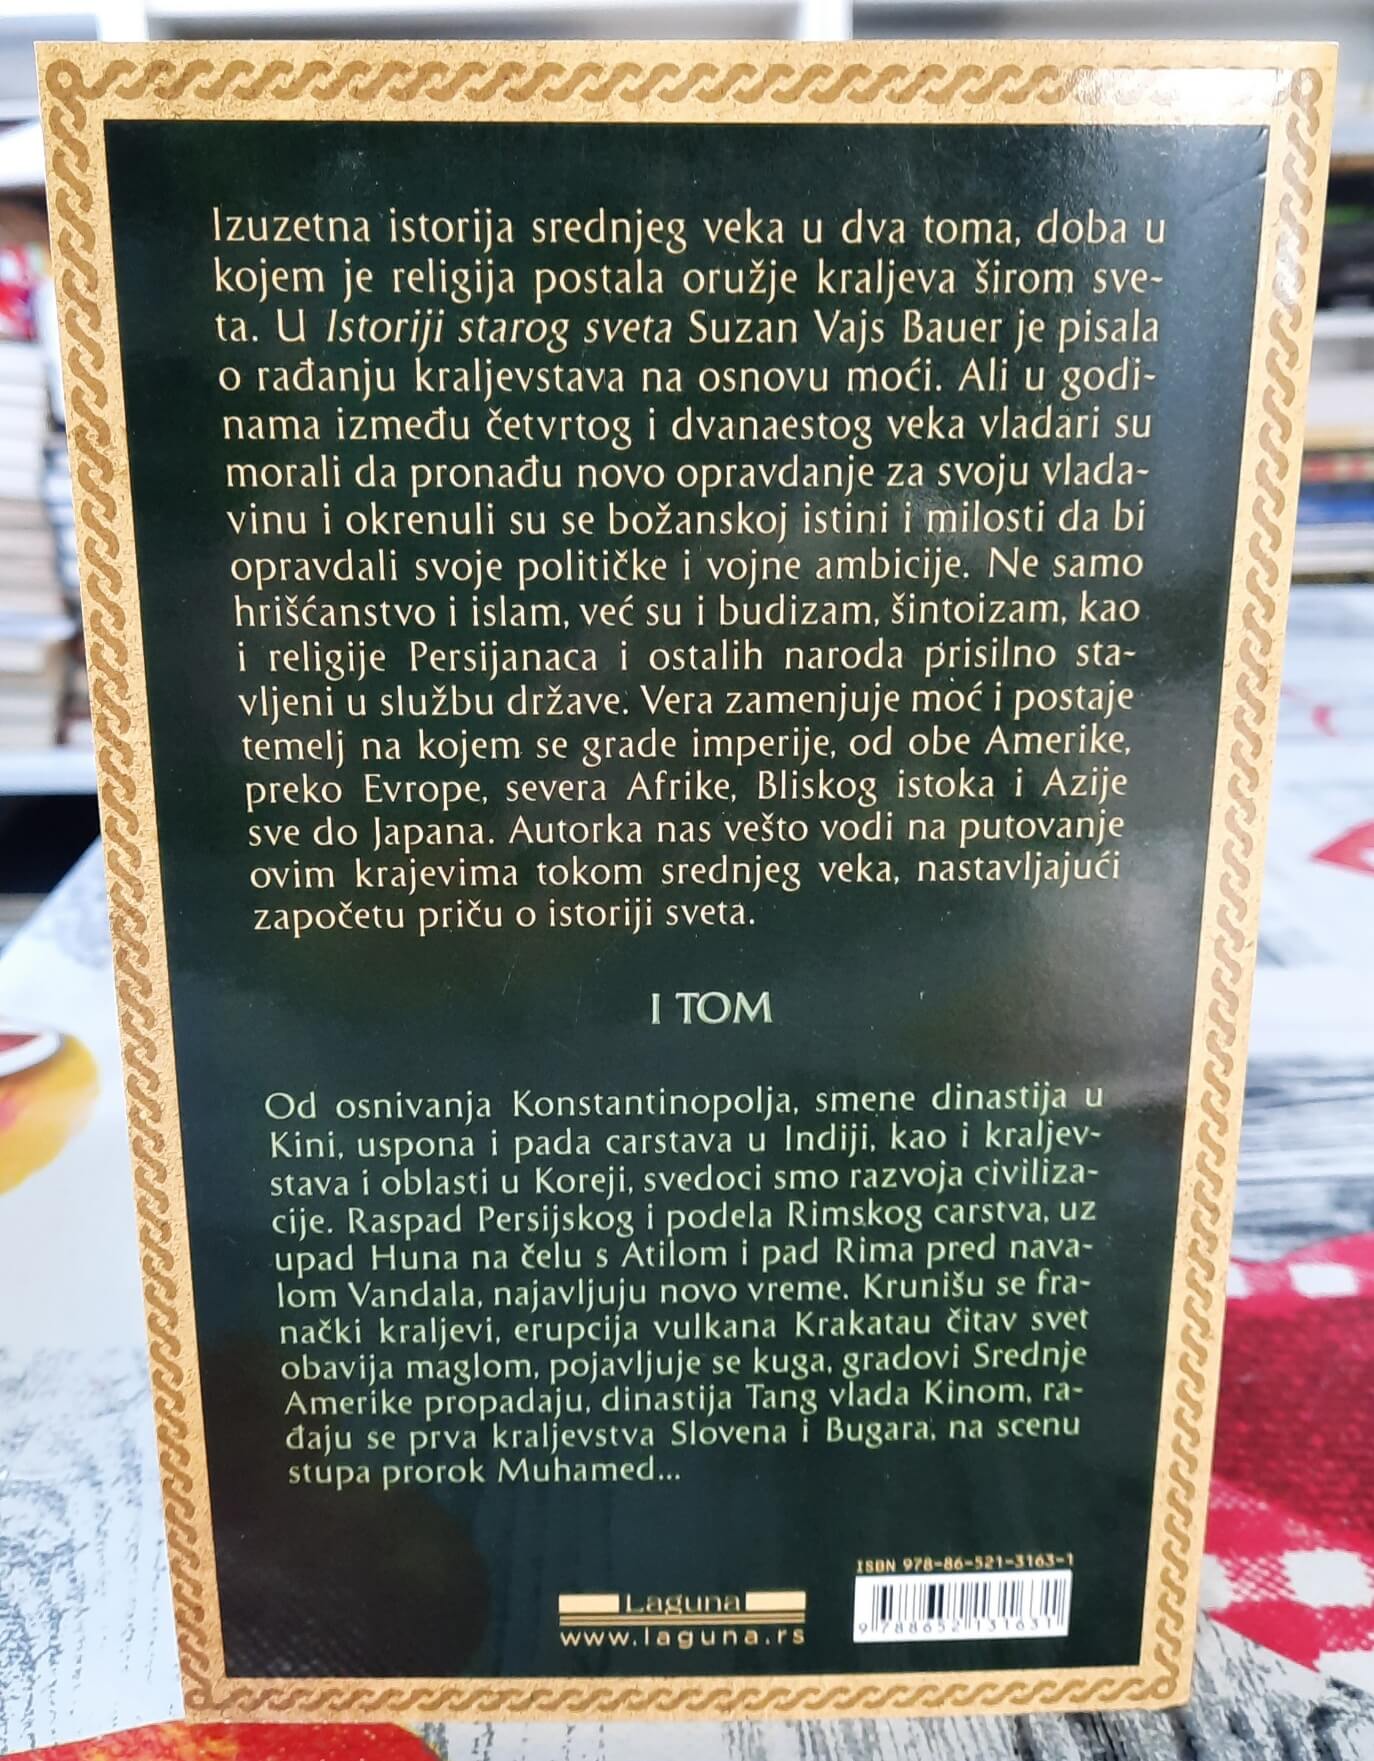 Izuzetna istorija srednjeg veka u dva toma, doba u
kojem je religija postala oružje kraljeva širom sve-
ta. U Istoriji starog sveta Suzan Vajs Bauer je pisala
o rađanju kraljevstava na osnovu moći. Ali u godi-
nama između četvrtog i dvanaestog veka vladari su
morali da pronađu novo opravdanje za svoju vlada-
vinu i okrenuli su se božanskoj istini i milosti da bi
opravdali svoje političke i vojne ambicije. Ne samo
hrišćanstvo i islam, već su i budizam, šintoizam, kao
i religije Persijanaca i ostalih naroda prisilno sta-
vljeni u službu države. Vera zamenjuje moć i postaje
temelj na kojem se grade imperije, od obe Amerike,
preko Evrope, severa Afrike, Bliskog istoka i Azije
sve do Japana. Autorka nas vešto vodi na putovanje
ovim krajevima tokom srednjeg veka, nastavljajući
započetu priču o istoriji sveta.
I TOM
Od osnivanja Konstantinopolja, smene dinastija u
Kini, uspona i pada carstava u Indiji, kao i kraljev-
stava i oblasti u Koreji, svedoci smo razvoja civiliza-
cije. Raspad Persijskog i podela Rimskog carstva, uz
upad Huna na čelu s Atilom i pad Rima pred nava-
lom Vandala, najavljuju novo vreme. Krunišu se fra-
nački kraljevi, erupcija vulkana Krakatau čitav svet
obavija maglom, pojavljuje se kuga, gradovi Srednje
Amerike propadaju, dinastija Tang vlada Kinom, ra-
đaju se prva kraljevstva Slovena i Bugara, na scenu
stupa prorok Muhamed...
ISBN 978-86-521-3163-1
Laguna
www.laguna.rs
9 788652 131631